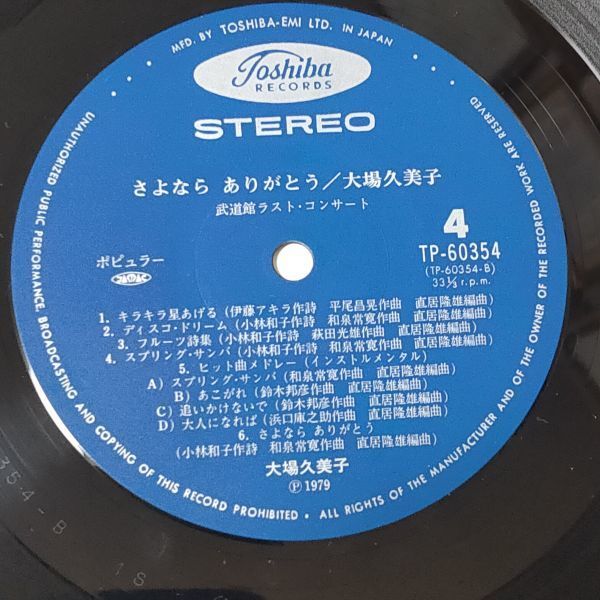 MFD. BY TOSHIBA-EMI LTD. IN JAPAN
Toshiba
RECORDS
STEREO
さよなら ありがとう／大場久美子
武道館ラスト・コンサート
ポピュラー
4
TP-60354
(TP-60354-B)
33⅓ r.p.m.
1. キラキラ星あげる (伊藤アキラ作詩 平尾昌晃作曲 直居隆雄編曲)
2. ディスコ・ドリーム (小林和子作詩 和泉常寛作曲 直居隆雄編曲)
3. フルーツ詩集 (小林和子作詩 萩田光雄作曲 直居隆雄編曲)
4. スプリング・サンバ (小林和子作詩 和泉常寛作曲 直居隆雄編曲)
5. ヒット曲メドレー (インストルメンタル)
A) スプリング・サンバ (和泉常寛作曲 直居隆雄編曲)
B) あこがれ (鈴木邦彦作曲 直居隆雄編曲)
C) 追いかけないで (鈴木邦彦作曲 直居隆雄編曲)
D) 大人になれば (浜口庫之助作曲 直居隆雄編曲)
6. さよなら ありがとう
(小林和子作詩 和泉常寛作曲 直居隆雄編曲)
大場久美子
Ⓟ 1979
UNAUTHORIZED PUBLIC PERFORMANCE, BROADCASTING AND COPYING OF THIS RECORD PROHIBITED • ALL RIGHTS OF THE MANUFACTURER AND OF THE OWNER OF THE RECORDED WORK ARE RESERVED
354-B
1S